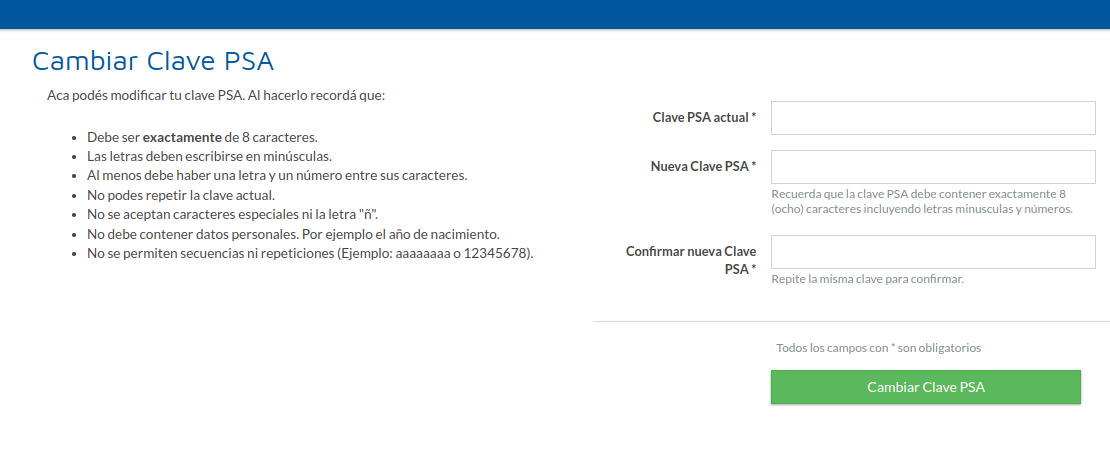 Cambiar Clave PSA
Aca podés modificar tu clave PSA. Al hacerlo recordá que:
• Debe ser exactamente de 8 caracteres.
• Las letras deben escribirse en minúsculas.
• Al menos debe haber una letra y un número entre sus caracteres.
• No podes repetir la clave actual.
• No se aceptan caracteres especiales ni la letra "ñ".
• No debe contener datos personales. Por ejemplo el año de nacimiento.
• No se permiten secuencias ni repeticiones (Ejemplo: aaaaaaaa o 12345678).
Clave PSA actual *
Nueva Clave PSA *
Recuerda que la clave PSA debe contener exactamente 8
(ocho) caracteres incluyendo letras minusculas y números.
Confirmar nueva Clave
PSA *
Repite la misma clave para confirmar.
Todos los campos con * son obligatorios
Cambiar Clave PSA